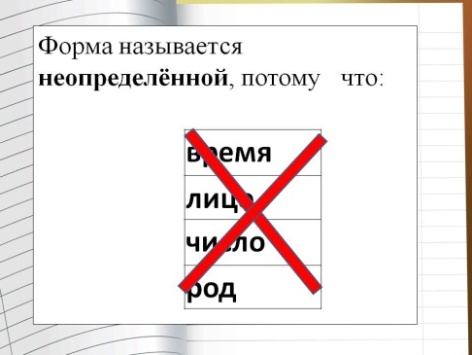 Форма называется
неопределённой, потому что:
время
лицо
число
род